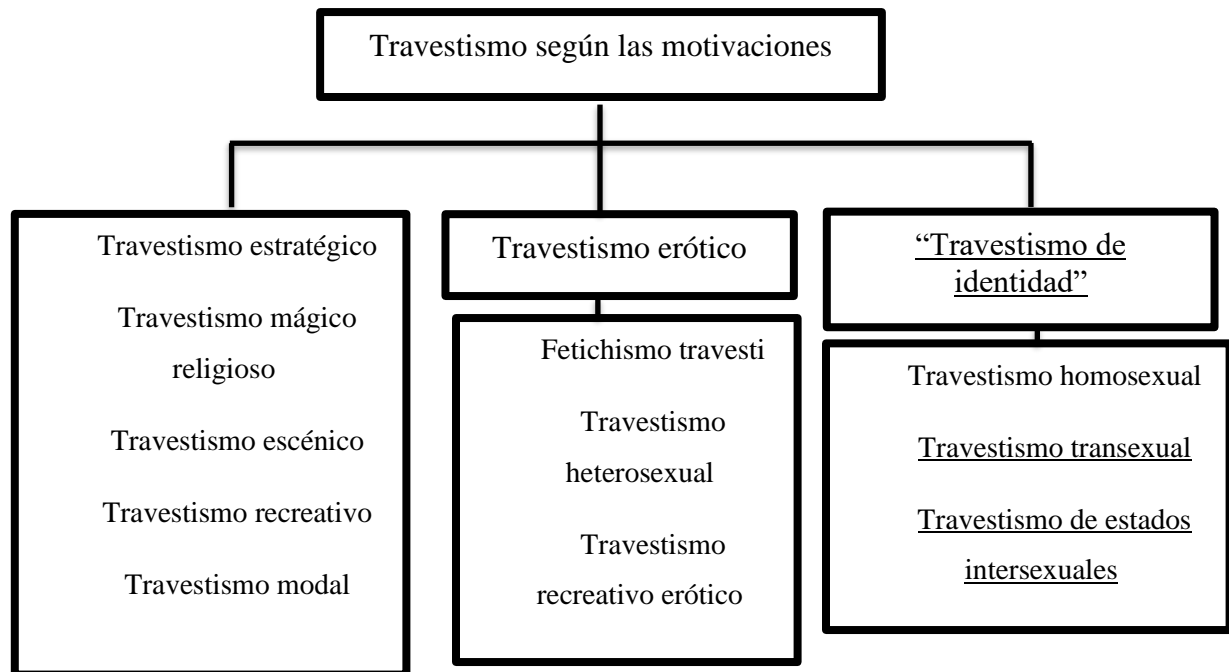 Travestismo según las motivaciones
Travestismo estratégico
Travestismo mágico
religioso
Travestismo escénico
Travestismo recreativo
Travestismo modal
Travestismo erótico
Fetichismo travesti
Travestismo
heterosexual
Travestismo
recreativo erótico
“Travestismo de
identidad”
Travestismo homosexual
Travestismo transexual
Travestismo de estados
intersexuales